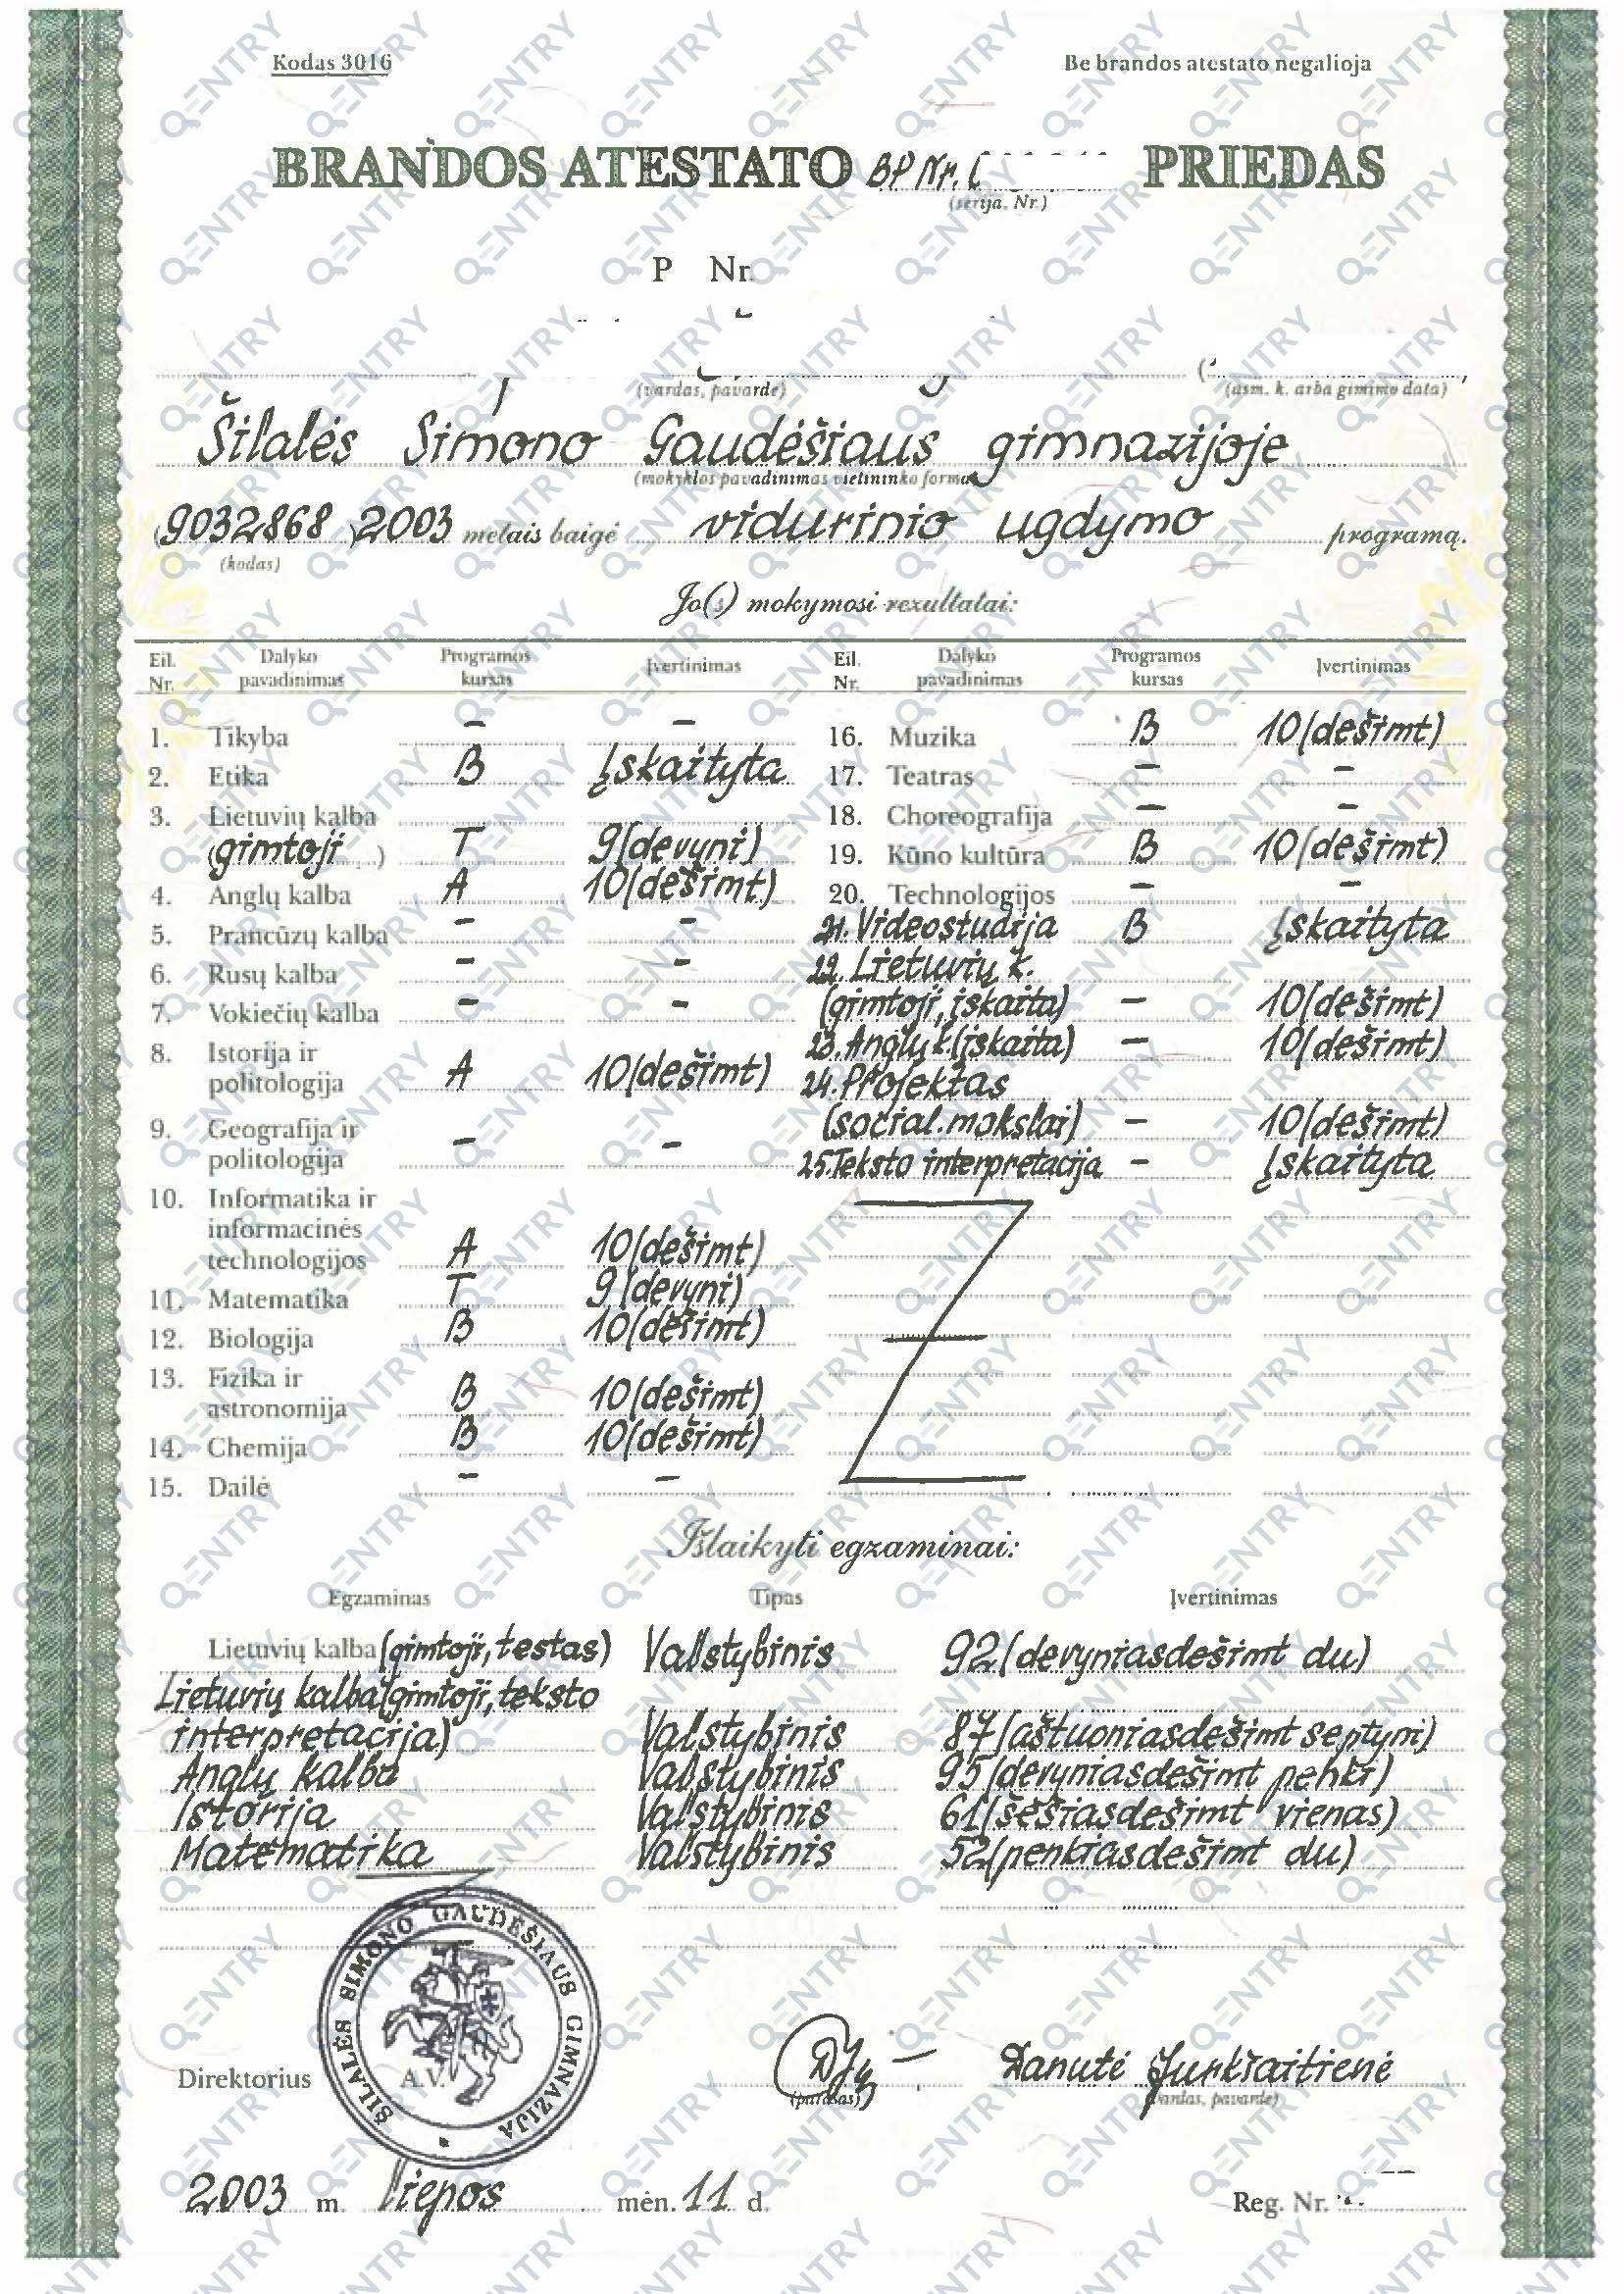 Kodas 3016
Be brandos atestato negalioja
BRANDOS ATESTATO BP Nr. PRIEDAS
(serija, Nr.)
P Nr.
(vardas, pavardė) (asm. k. arba gimimo data)
Šilalės Simono Gaudėšiaus gimnazijoje
(mokyklos pavadinimas vietininko forma)
(9032868) 2003 metais baigė vidurinio ugdymo programą.
(kodas)
Jo(s) mokymosi rezultatai:
Eil. Nr. Dalyko pavadinimas Programos kursas Įvertinimas
1. Tikyba – –
2. Etika B Įskaityta
3. Lietuvių kalba
(gimtoji) T 9(devyni)
4. Anglų kalba A 10(dešimt)
5. Prancūzų kalba – –
6. Rusų kalba – –
7. Vokiečių kalba – –
8. Istorija ir
politologija A 10(dešimt)
9. Geografija ir
politologija – –
10. Informatika ir
informacinės
technologijos A 10(dešimt)
11. Matematika T 9(devyni)
12. Biologija B 10(dešimt)
13. Fizika ir
astronomija B 10(dešimt)
14. Chemija B 10(dešimt)
15. Dailė – –
Eil. Nr. Dalyko pavadinimas Programos kursas Įvertinimas
16. Muzika B 10(dešimt)
17. Teatras – –
18. Choreografija – –
19. Kūno kultūra B 10(dešimt)
20. Technologijos – –
21. Videostudija B Įskaityta
22. Lietuvių k.
(gimtoji, įskaita) – 10(dešimt)
23. Anglų k(įskaita) – 10(dešimt)
24. Projektas
(social. mokslai) – 10(dešimt)
25. Teksto interpretacija – Įskaityta
Išlaikyti egzaminai:
Egzaminas Tipas Įvertinimas
Lietuvių kalba (gimtoji, testas) Valstybinis 92(devyniasdešimt du)
Lietuvių kalba(gimtoji, teksto
interpretacija) Valstybinis 87(aštuoniasdešimt septyni)
Anglų kalba Valstybinis 95(devyniasdešimt penki)
Istorija Valstybinis 61(šešiasdešimt vienas)
Matematika Valstybinis 52(penkiasdešimt du)
ŠILALĖS SIMONO GAUDĖŠIAUS GIMNAZIJA
Direktorius A.V. Danutė Jurkšaitienė
(parašas) (vardas, pavardė)
2003 m. liepos mėn. 11 d. Reg. Nr.
QENTRY